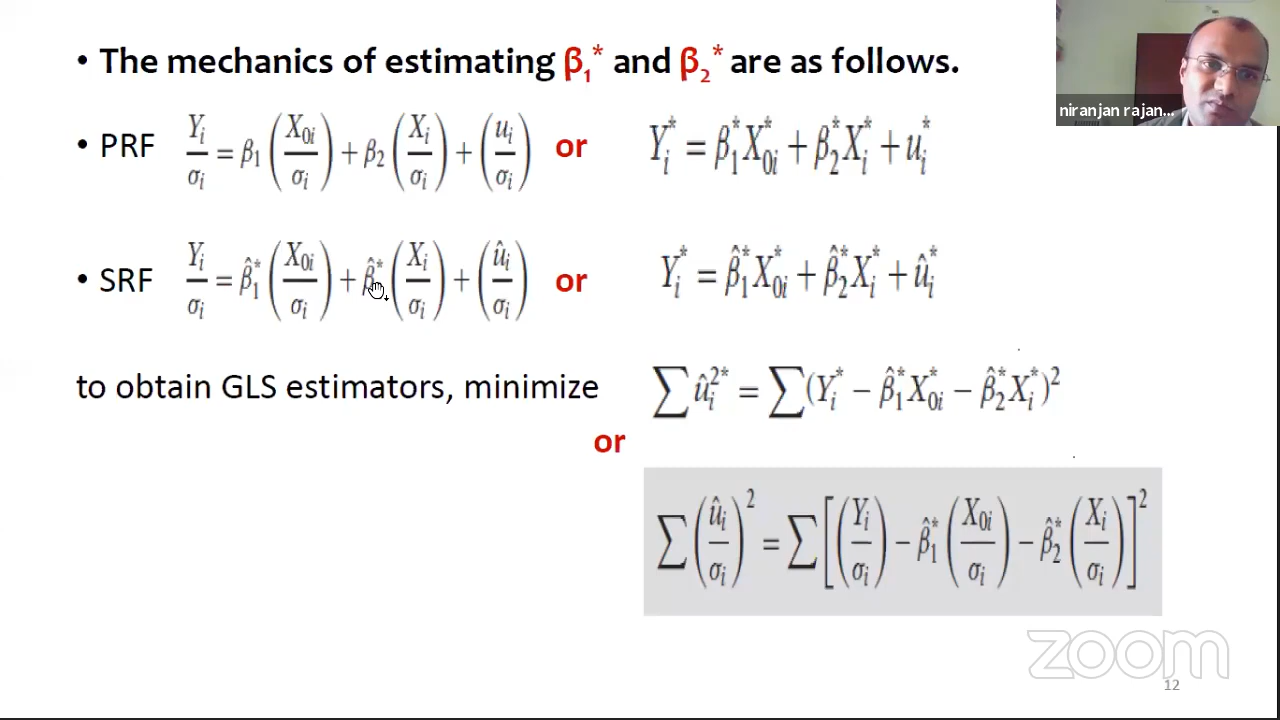 • The mechanics of estimating β₁* and β₂* are as follows.
niranjan rajan...
• PRF Yᵢ/σᵢ = β₁(X₀ᵢ/σᵢ) + β₂(Xᵢ/σᵢ) + (uᵢ/σᵢ) or Yᵢ* = β₁*X₀ᵢ* + β₂*Xᵢ* + uᵢ*
• SRF Yᵢ/σᵢ = β̂₁*(X₀ᵢ/σᵢ) + β̂₂*(Xᵢ/σᵢ) + (ûᵢ/σᵢ) or Yᵢ* = β̂₁*X₀ᵢ* + β̂₂*Xᵢ* + ûᵢ*
to obtain GLS estimators, minimize ∑ûᵢ²* = ∑(Yᵢ* − β̂₁*X₀ᵢ* − β̂₂*Xᵢ*)²
or
∑(ûᵢ/σᵢ)² = ∑[(Yᵢ/σᵢ) − β̂₁*(X₀ᵢ/σᵢ) − β̂₂*(Xᵢ/σᵢ)]²
zoom
12